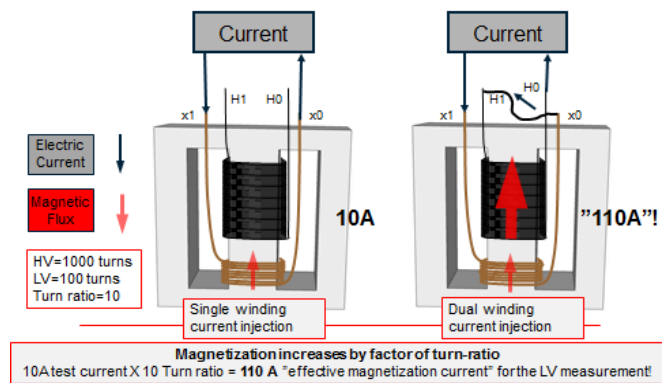 Current
Current
H1
H0
H1
H0
x1
x0
x1
x0
Electric
Current
Magnetic
Flux
HV=1000 turns
LV=100 turns
Turn ratio=10
10A
"110A"!
Single winding
current injection
Dual winding
current injection
Magnetization increases by factor of turn-ratio
10A test current X 10 Turn ratio = 110 A "effective magnetization current" for the LV measurement!